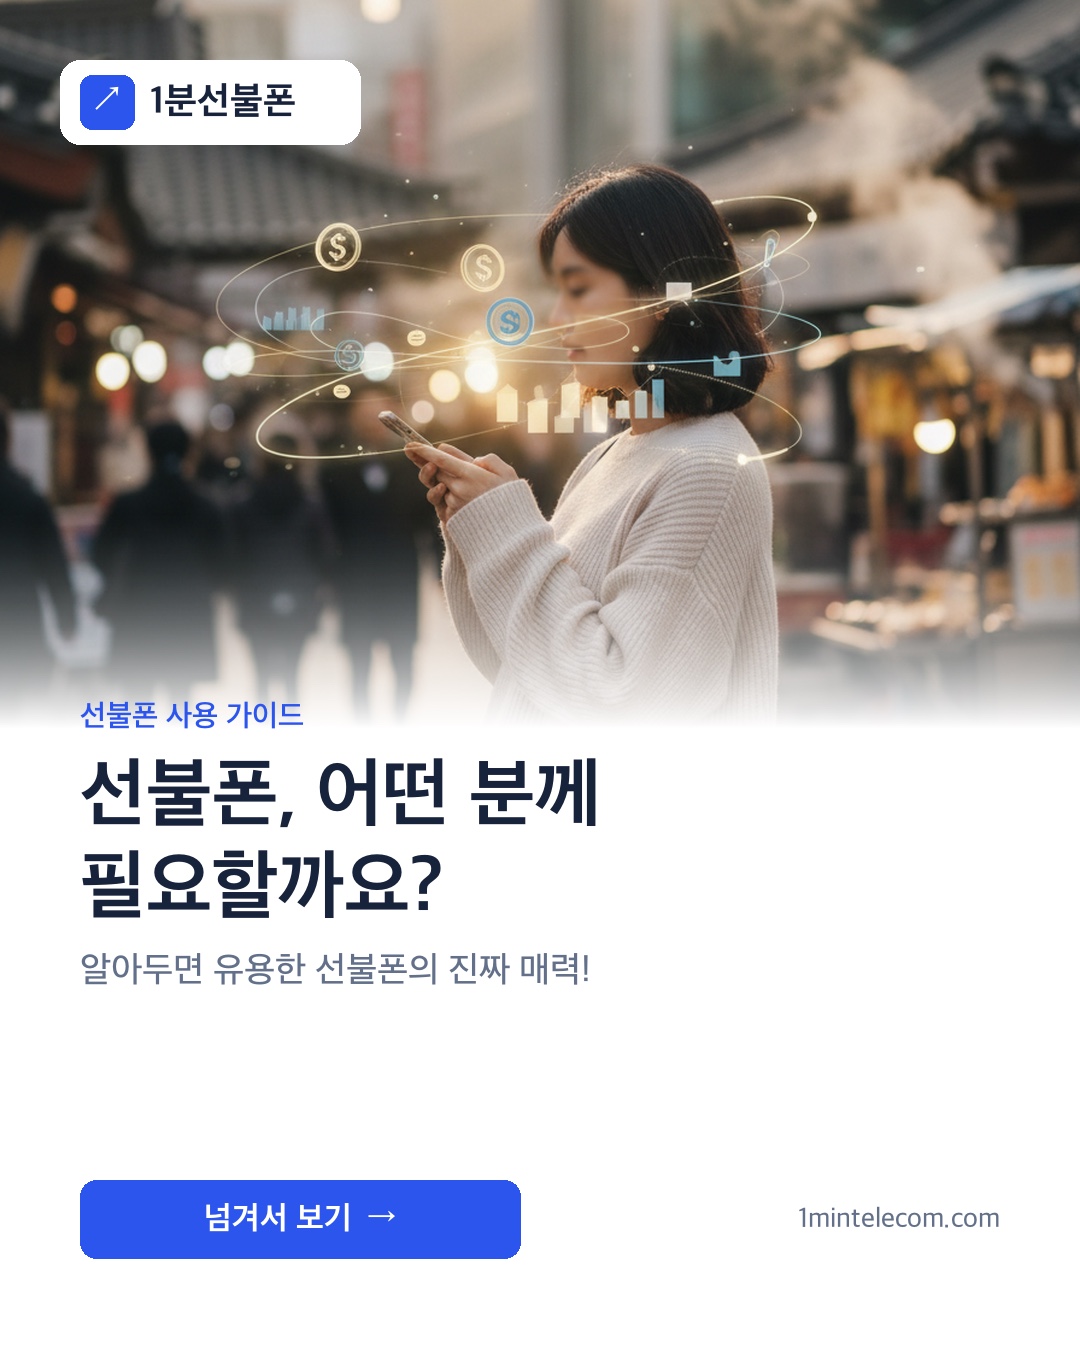 1분선불폰
선불폰 사용 가이드
선불폰, 어떤 분께
필요할까요?
알아두면 유용한 선불폰의 진짜 매력!
넘겨서 보기 →
1mintelecom.com